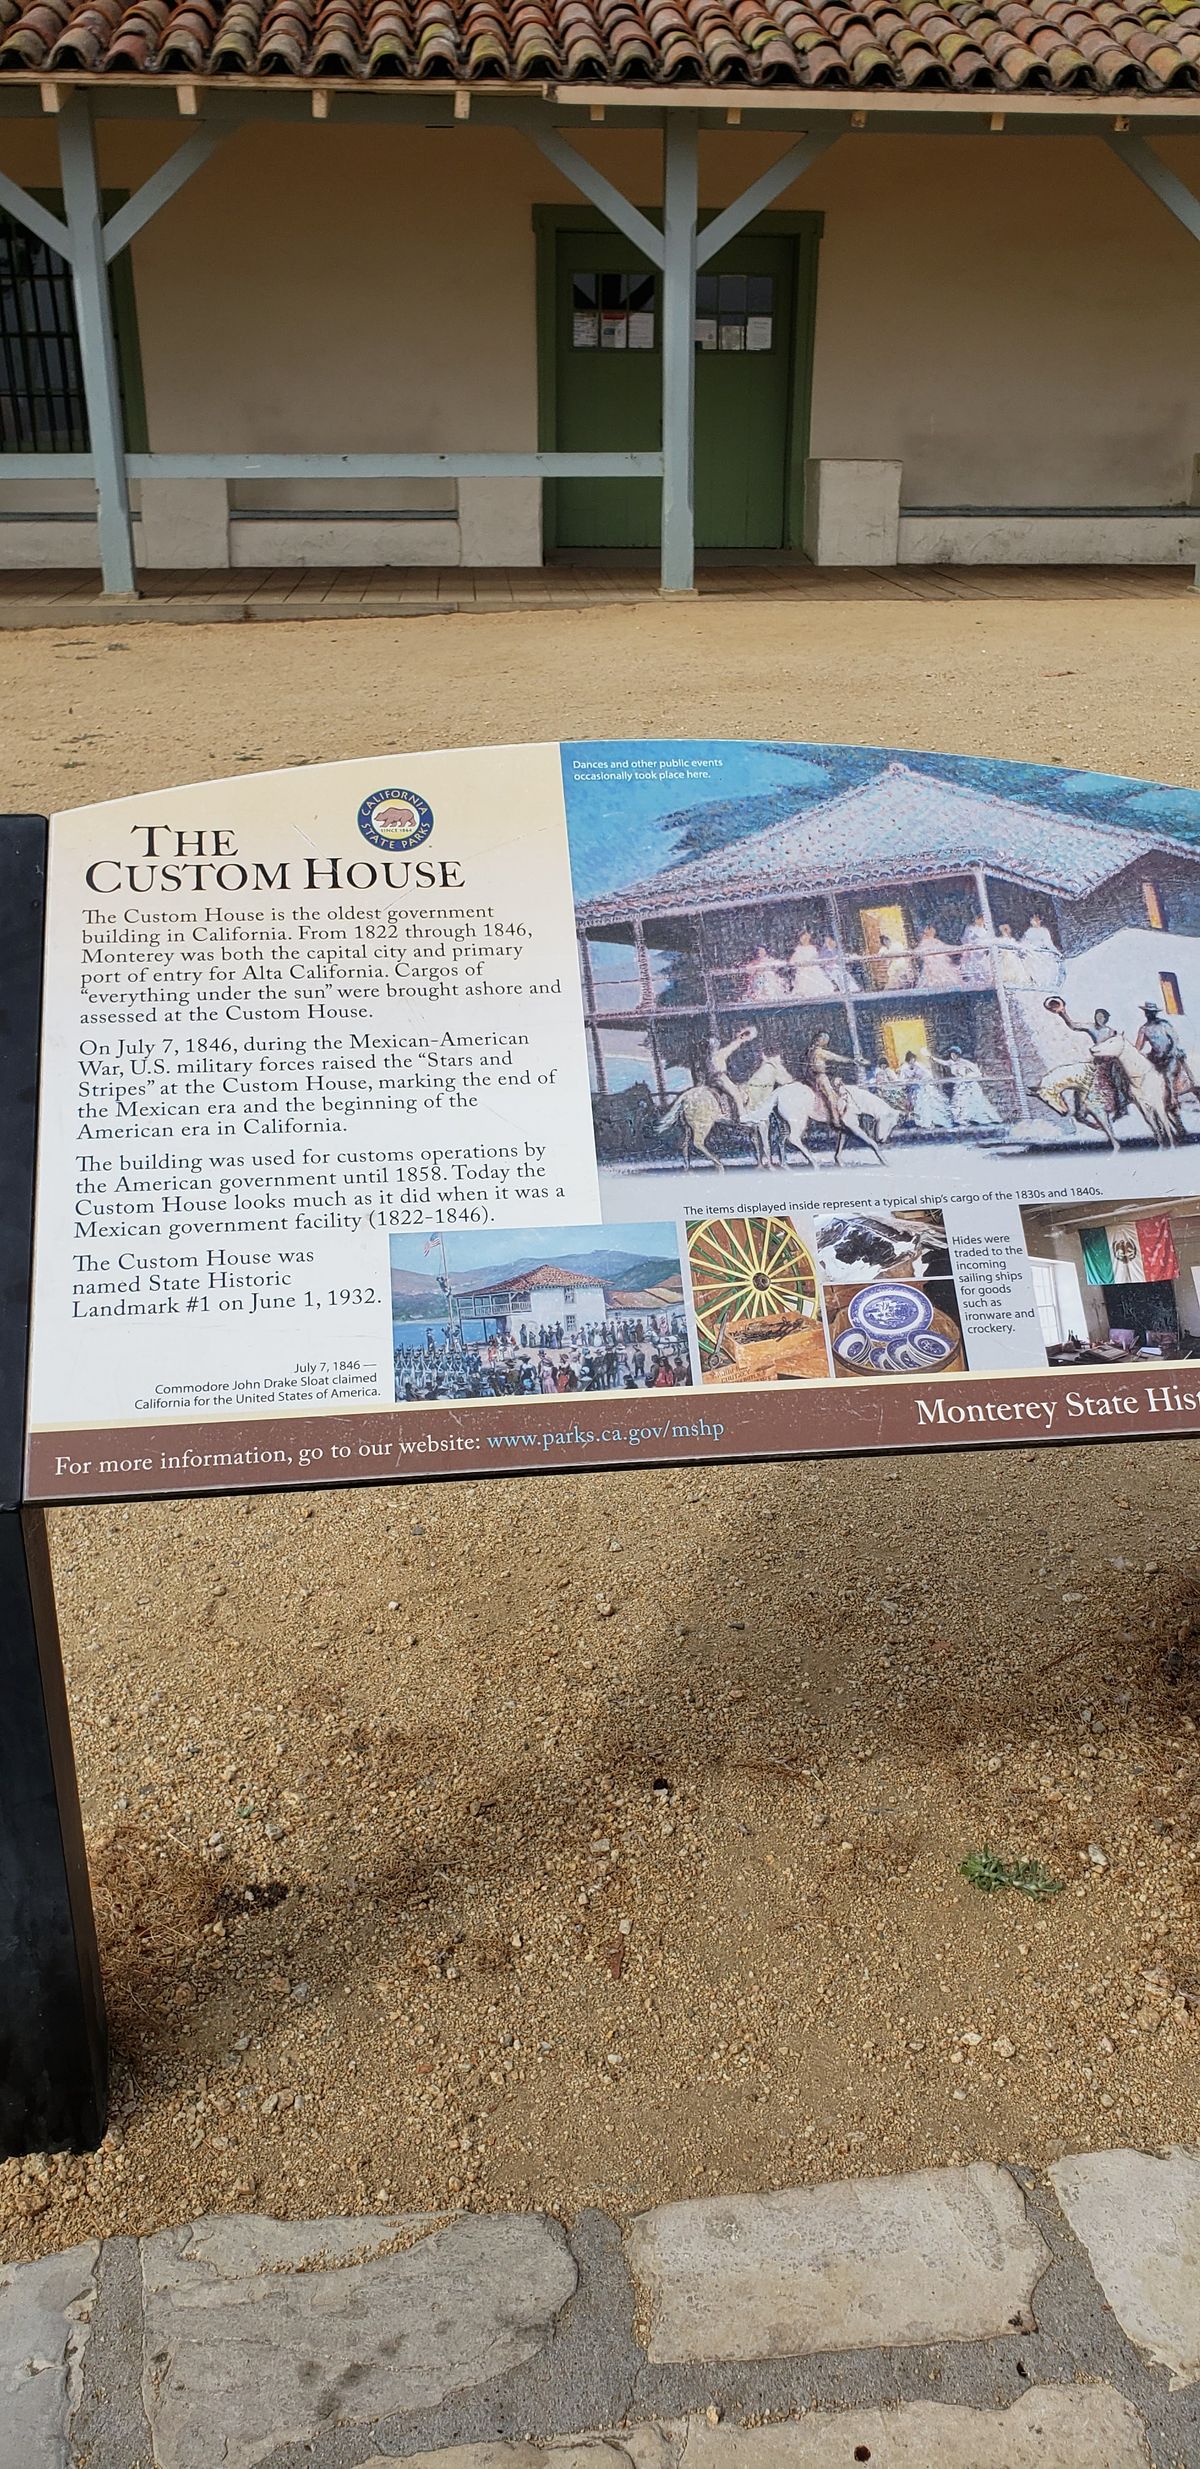 Dances and other public events
occasionally took place here.
CALIFORNIA
SINCE 1864
STATE PARKS
THE
CUSTOM HOUSE
The Custom House is the oldest government
building in California. From 1822 through 1846,
Monterey was both the capital city and primary
port of entry for Alta California. Cargos of
“everything under the sun” were brought ashore and
assessed at the Custom House.
On July 7, 1846, during the Mexican-American
War, U.S. military forces raised the “Stars and
Stripes” at the Custom House, marking the end of
the Mexican era and the beginning of the
American era in California.
The building was used for customs operations by
the American government until 1858. Today the
Custom House looks much as it did when it was a
Mexican government facility (1822-1846).
The Custom House was
named State Historic
Landmark #1 on June 1, 1932.
July 7, 1846 —
Commodore John Drake Sloat claimed
California for the United States of America.
The items displayed inside represent a typical ship's cargo of the 1830s and 1840s.
Hides were
traded to the
incoming
sailing ships
for goods
such as
ironware and
crockery.
For more information, go to our website: www.parks.ca.gov/mshp
Monterey State Hist